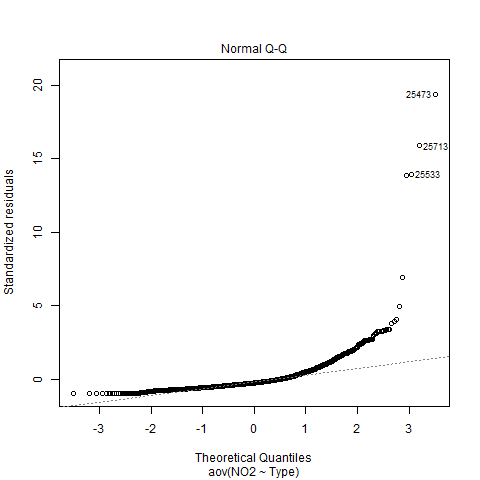 Normal Q-Q
20
15
10
5
0
Standardized residuals
25473
25713
25533
-3 -2 -1 0 1 2 3
Theoretical Quantiles
aov(NO2 ~ Type)